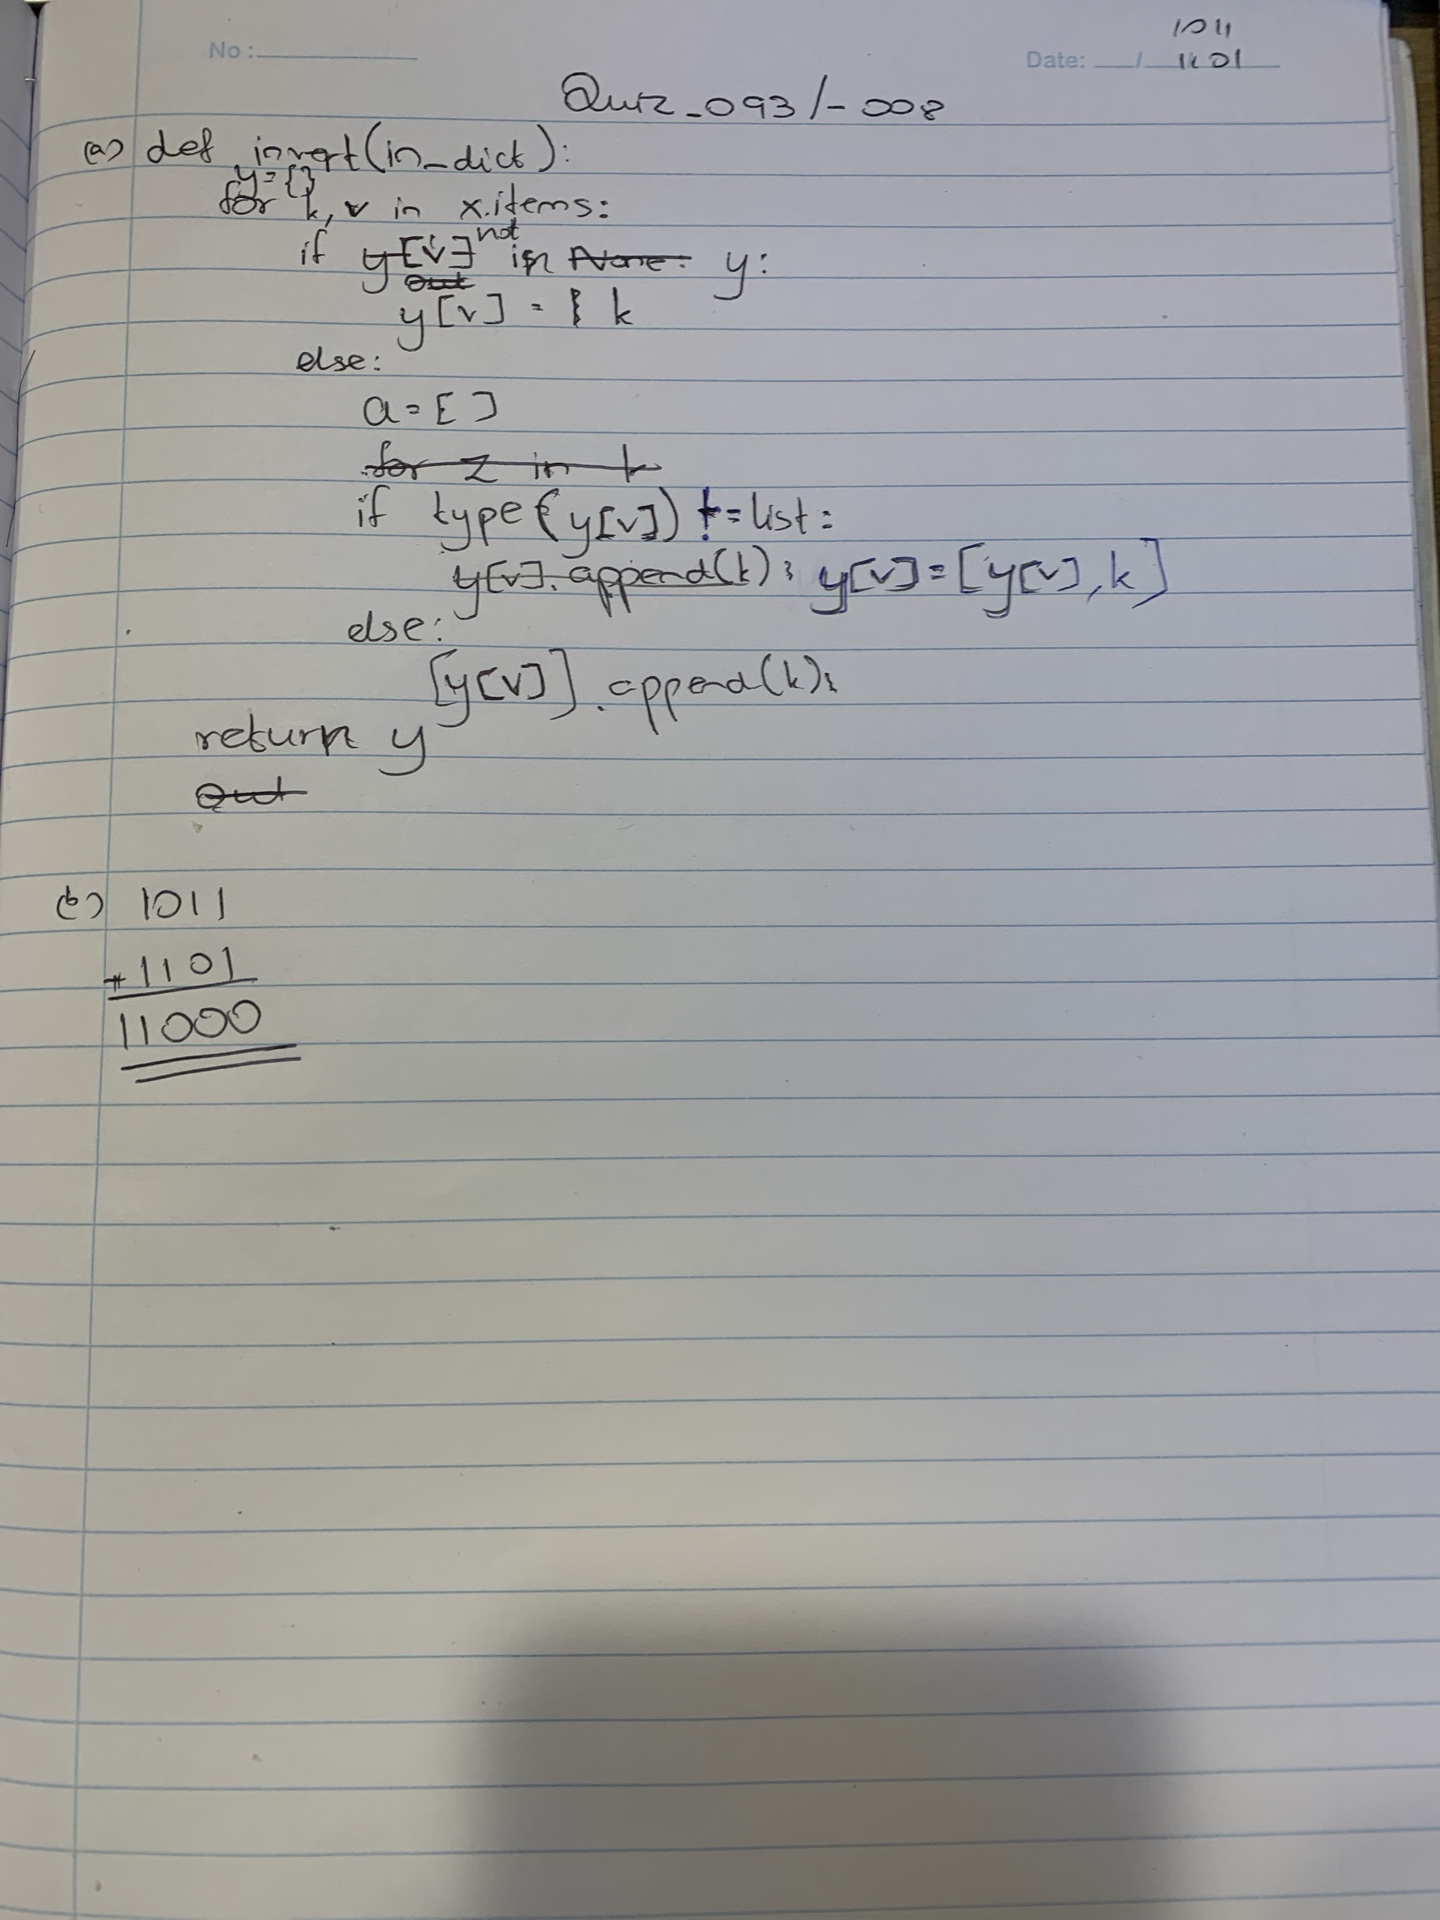 1011
No :
Date: / 1101
Quiz_093/-008
(a) def invert(in_dict):
y={}
for k, v in x.items:
if y[v] not in None: y:
out
y[v] = k
else:
a=[]
for z in k
if type(y[v]) != list:
y[v].append(k); y[v]=[y[v],k]
else:
[y[v]].append(k);
return y
out
(b) 1011
+1101
11000